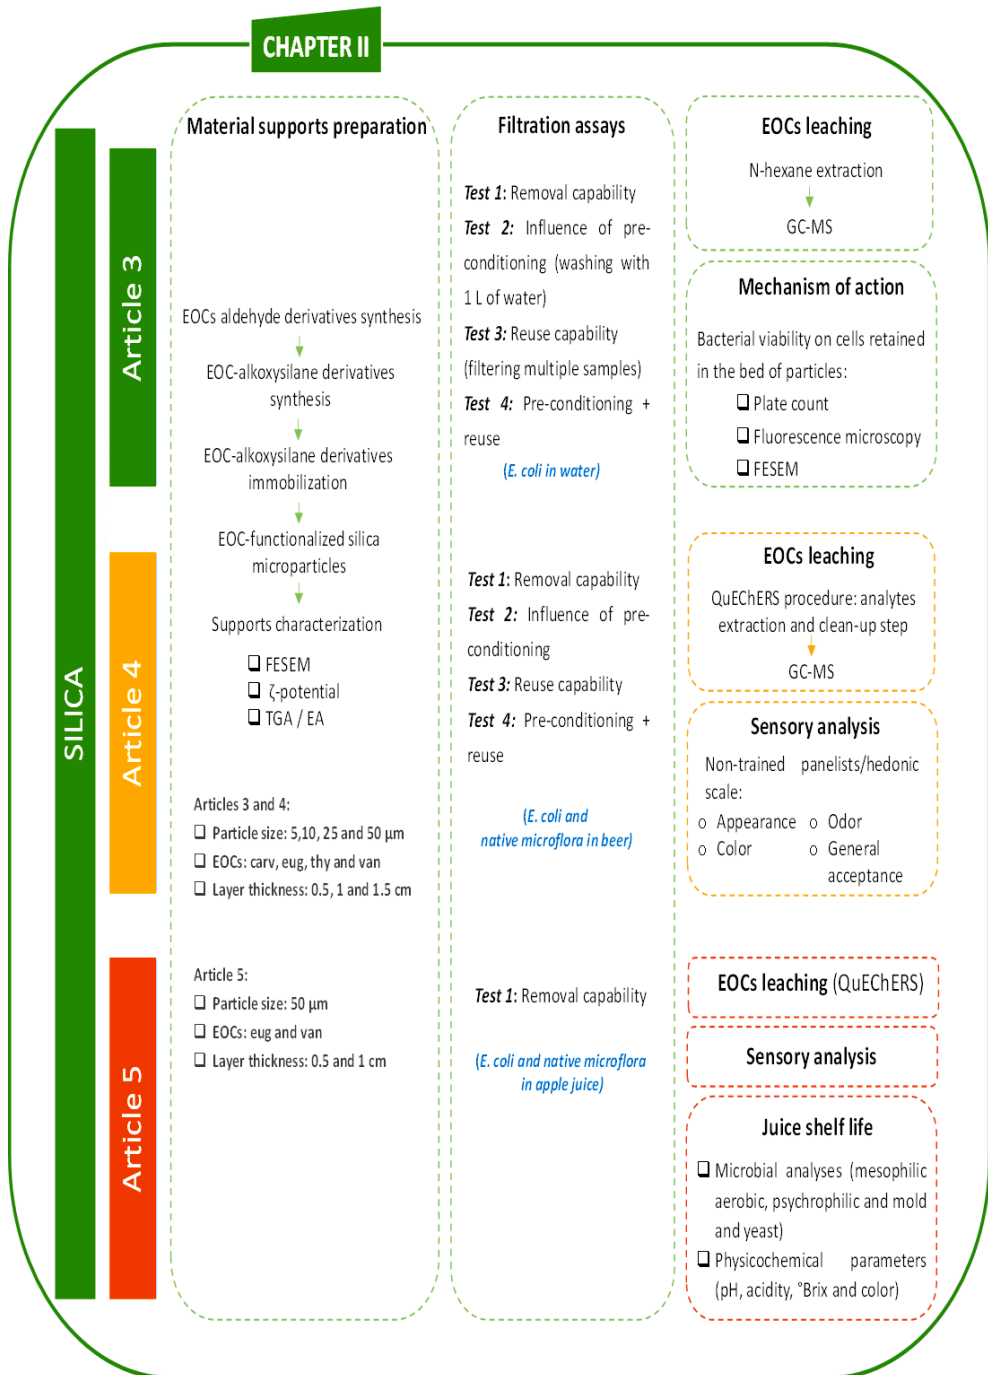 CHAPTER II
SILICA
Article 3
Article 4
Article 5
Material supports preparation
EOCs aldehyde derivatives synthesis
EOC-alkoxysilane derivatives
synthesis
EOC-alkoxysilane derivatives
immobilization
EOC-functionalized silica
microparticles
Supports characterization
❑ FESEM
❑ ζ-potential
❑ TGA / EA
Articles 3 and 4:
❑ Particle size: 5,10, 25 and 50 µm
❑ EOCs: carv, eug, thy and van
❑ Layer thickness: 0.5, 1 and 1.5 cm
Article 5:
❑ Particle size: 50 µm
❑ EOCs: eug and van
❑ Layer thickness: 0.5 and 1 cm
Filtration assays
Test 1: Removal capability
Test 2: Influence of pre-
conditioning (washing with
1 L of water)
Test 3: Reuse capability
(filtering multiple samples)
Test 4: Pre-conditioning +
reuse
(E. coli in water)
Test 1: Removal capability
Test 2: Influence of pre-
conditioning
Test 3: Reuse capability
Test 4: Pre-conditioning +
reuse
(E. coli and
native microflora in beer)
Test 1: Removal capability
(E. coli and native microflora
in apple juice)
EOCs leaching
N-hexane extraction
GC-MS
Mechanism of action
Bacterial viability on cells retained
in the bed of particles:
❑ Plate count
❑ Fluorescence microscopy
❑ FESEM
EOCs leaching
QuEChERS procedure: analytes
extraction and clean-up step
GC-MS
Sensory analysis
Non-trained panelists/hedonic
scale:
o Appearance o Odor
o Color o General
acceptance
EOCs leaching (QuEChERS)
Sensory analysis
Juice shelf life
❑ Microbial analyses (mesophilic
aerobic, psychrophilic and mold
and yeast)
❑ Physicochemical parameters
(pH, acidity, °Brix and color)